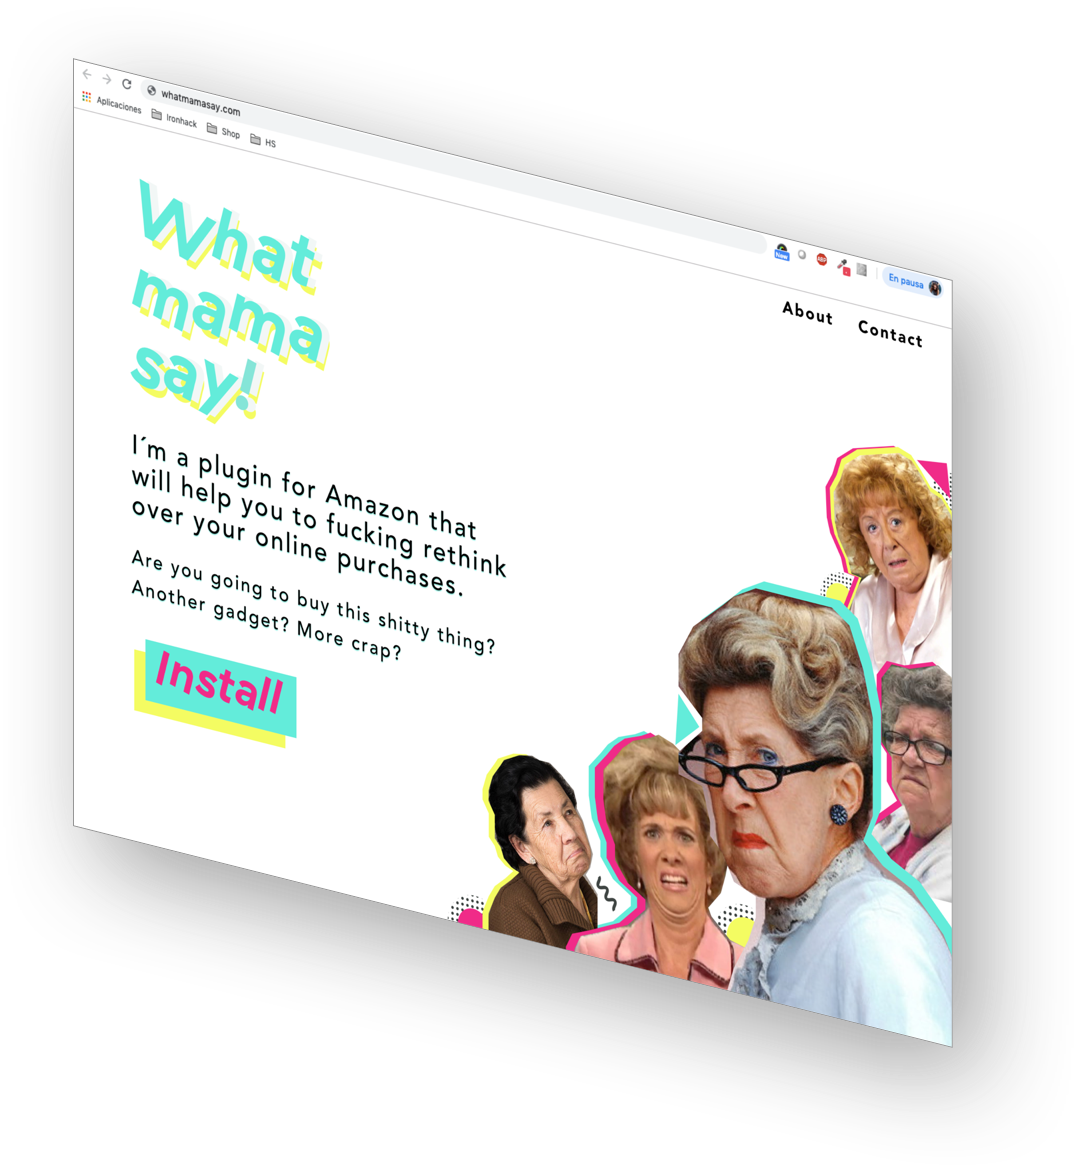 whatmamasay.com
Aplicaciones Ironhack Shop HS
New ABP En pausa
About Contact
What
mama
say!
I´m a plugin for Amazon that
will help you to fucking rethink
over your online purchases.
Are you going to buy this shitty thing?
Another gadget? More crap?
Install